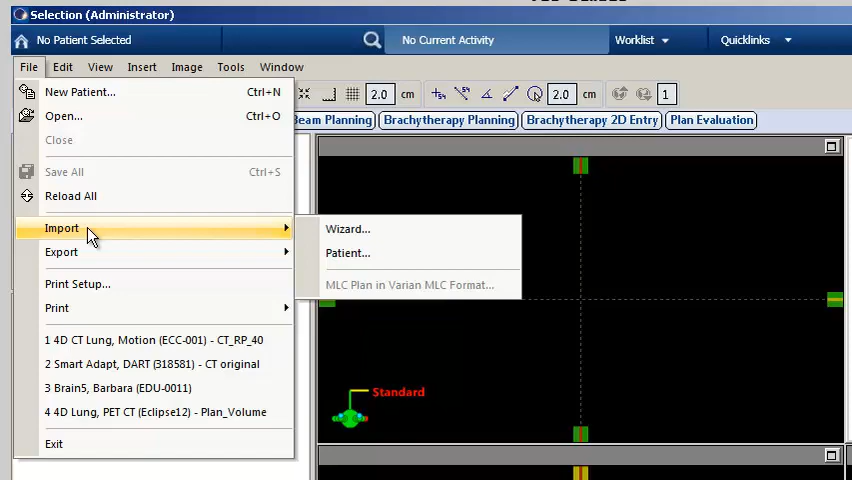 Selection (Administrator)
No Patient Selected
No Current Activity
Worklist
Quicklinks
File Edit View Insert Image Tools Window
2.0 cm
2.0 cm
1
Beam Planning
Brachytherapy Planning
Brachytherapy 2D Entry
Plan Evaluation
New Patient... Ctrl+N
Open... Ctrl+O
Close
Save All Ctrl+S
Reload All
Import
Export
Print Setup...
Print
1 4D CT Lung, Motion (ECC-001) - CT_RP_40
2 Smart Adapt, DART (318581) - CT original
3 Brain5, Barbara (EDU-0011)
4 4D Lung, PET CT (Eclipse12) - Plan_Volume
Exit
Wizard...
Patient...
MLC Plan in Varian MLC Format...
Standard